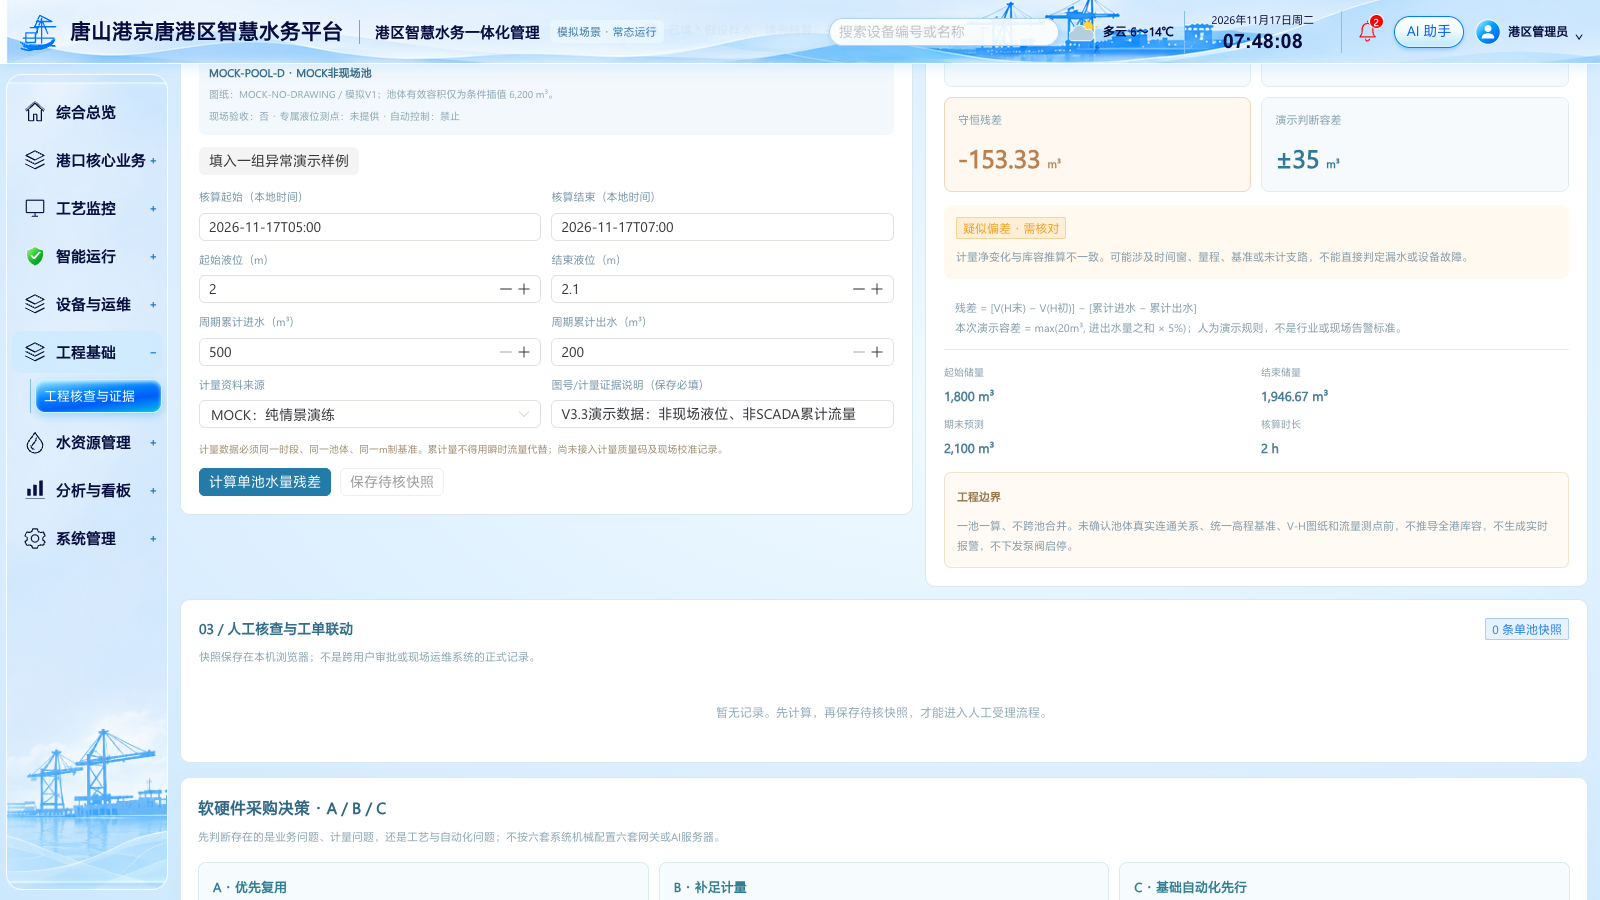 唐山港京唐港区智慧水务平台
港区智慧水务一体化管理
模拟场景 · 常态运行
搜索设备编号或名称
多云 6~14℃
2026年11月17日周二
07:48:08
2
AI 助手
港区管理员
综合总览
港口核心业务 +
工艺监控 +
智能运行 +
设备与运维 +
工程基础 −
工程核查与证据
水资源管理 +
分析与看板 +
系统管理 +
MOCK-POOL-D · MOCK非现场池
图纸：MOCK-NO-DRAWING / 模拟V1；池体有效容积仅为条件插值 6,200 m³。
现场验收：否 · 专属液位测点：未提供 · 自动控制：禁止
填入一组异常演示样例
核算起始（本地时间）
核算结束（本地时间）
2026-11-17T05:00
2026-11-17T07:00
起始液位（m）
结束液位（m）
2
2.1
周期累计进水（m³）
周期累计出水（m³）
500
200
计量资料来源
图号/计量证据说明（保存必填）
MOCK：纯情景演练
V3.3演示数据：非现场液位、非SCADA累计流量
计量数据必须同一时段、同一池体、同一m制基准。累计量不得用瞬时流量代替；尚未接入计量质量码及现场校准记录。
计算单池水量残差
保存待核快照
守恒残差
-153.33 m³
演示判断容差
±35 m³
疑似偏差 · 需核对
计量净变化与库容推算不一致。可能涉及时间窗、量程、基准或未计支路，不能直接判定漏水或设备故障。
残差 = [V(H末) − V(H初)] − [累计进水 − 累计出水]
本次演示容差 = max(20m³, 进出水量之和 × 5%)；人为演示规则，不是行业或现场告警标准。
起始储量
结束储量
1,800 m³
1,946.67 m³
期末预测
核算时长
2,100 m³
2 h
工程边界
一池一算、不跨池合并。未确认池体真实连通关系、统一高程基准、V-H图纸和流量测点前，不推导全港库容，不生成实时
报警，不下发泵阀启停。
03 / 人工核查与工单联动
0 条单池快照
快照保存在本机浏览器；不是跨用户审批或现场运维系统的正式记录。
暂无记录。先计算，再保存待核快照，才能进入人工受理流程。
软硬件采购决策 · A / B / C
先判断存在的是业务问题、计量问题，还是工艺与自动化问题；不按六套系统机械配置六套网关或AI服务器。
A · 优先复用
B · 补足计量
C · 基础自动化先行